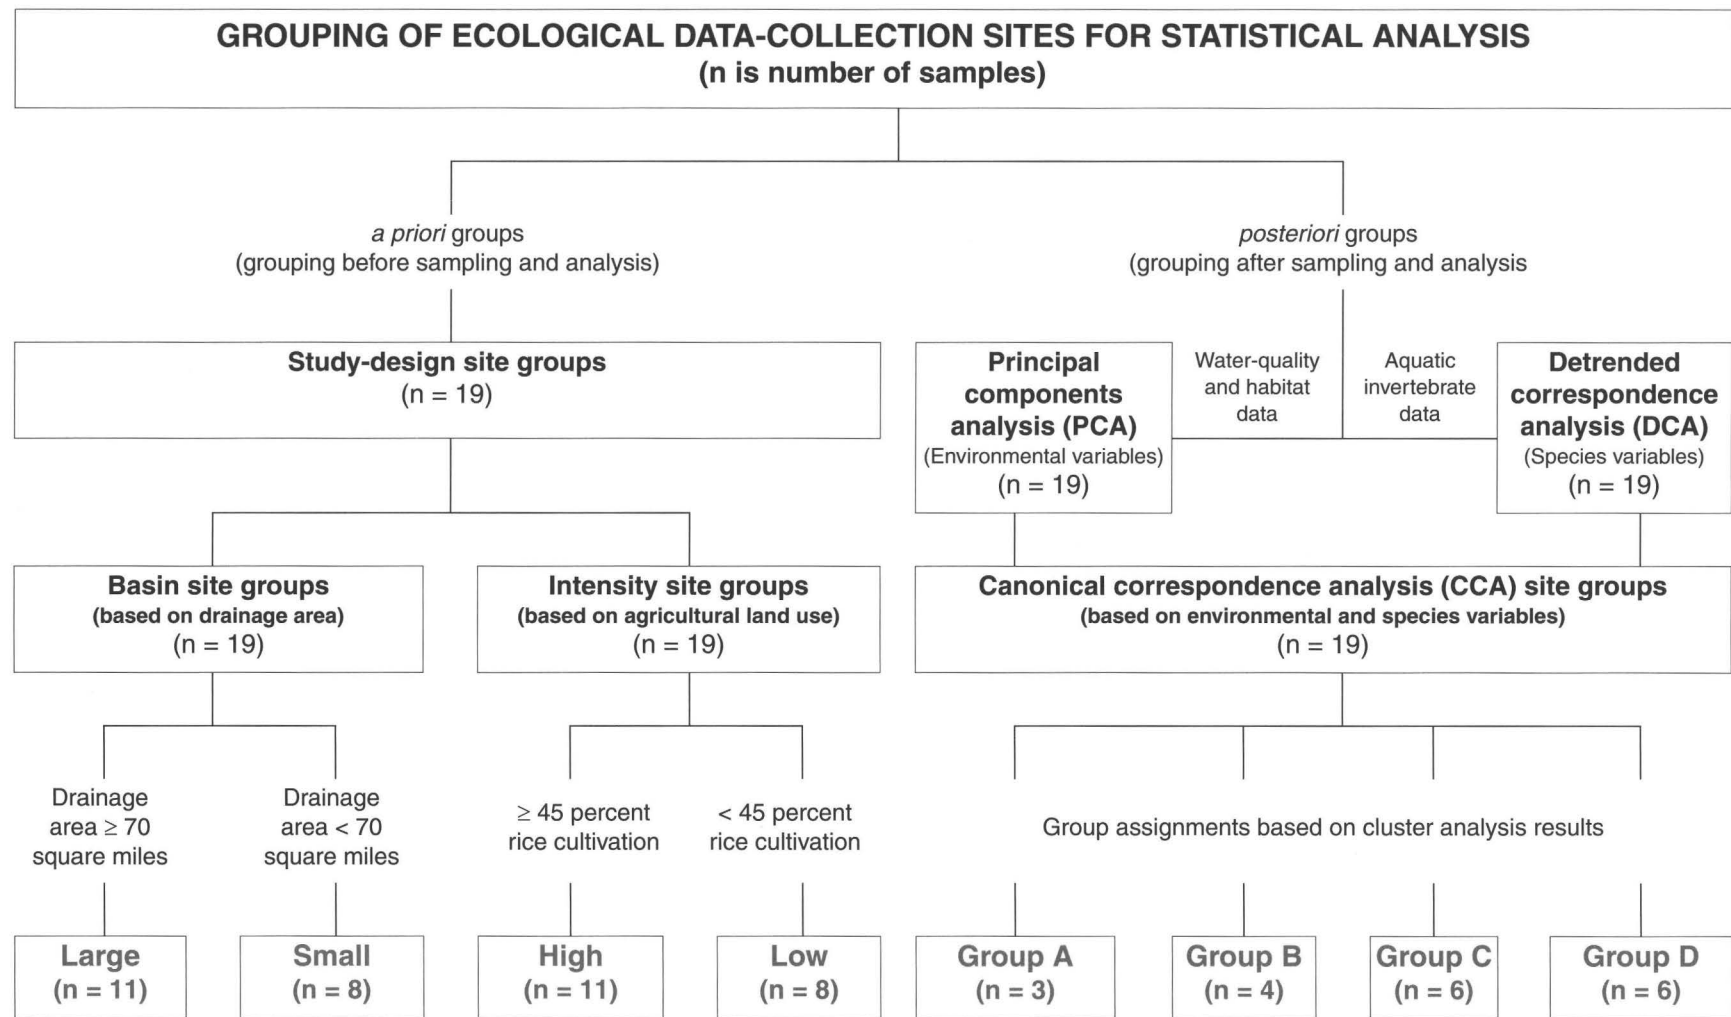 GROUPING OF ECOLOGICAL DATA-COLLECTION SITES FOR STATISTICAL ANALYSIS
(n is number of samples)
a priori groups
(grouping before sampling and analysis)
posteriori groups
(grouping after sampling and analysis
Study-design site groups
(n = 19)
Principal
components
analysis (PCA)
(Environmental variables)
(n = 19)
Water-quality
and habitat
data
Aquatic
invertebrate
data
Detrended
correspondence
analysis (DCA)
(Species variables)
(n = 19)
Basin site groups
(based on drainage area)
(n = 19)
Intensity site groups
(based on agricultural land use)
(n = 19)
Canonical correspondence analysis (CCA) site groups
(based on environmental and species variables)
(n = 19)
Drainage
area ≥ 70
square miles
Drainage
area < 70
square miles
≥ 45 percent
rice cultivation
< 45 percent
rice cultivation
Group assignments based on cluster analysis results
Large
(n = 11)
Small
(n = 8)
High
(n = 11)
Low
(n = 8)
Group A
(n = 3)
Group B
(n = 4)
Group C
(n = 6)
Group D
(n = 6)